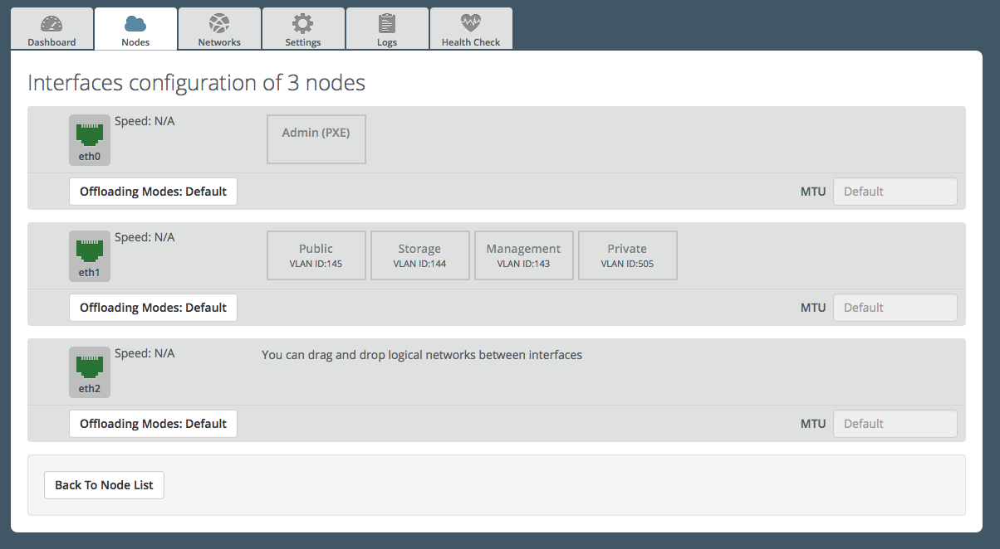 Dashboard
Nodes
Networks
Settings
Logs
Health Check
Interfaces configuration of 3 nodes
eth0
Speed: N/A
Admin (PXE)
Offloading Modes: Default
MTU
Default
eth1
Speed: N/A
Public
VLAN ID:145
Storage
VLAN ID:144
Management
VLAN ID:143
Private
VLAN ID:505
Offloading Modes: Default
MTU
Default
eth2
Speed: N/A
You can drag and drop logical networks between interfaces
Offloading Modes: Default
MTU
Default
Back To Node List